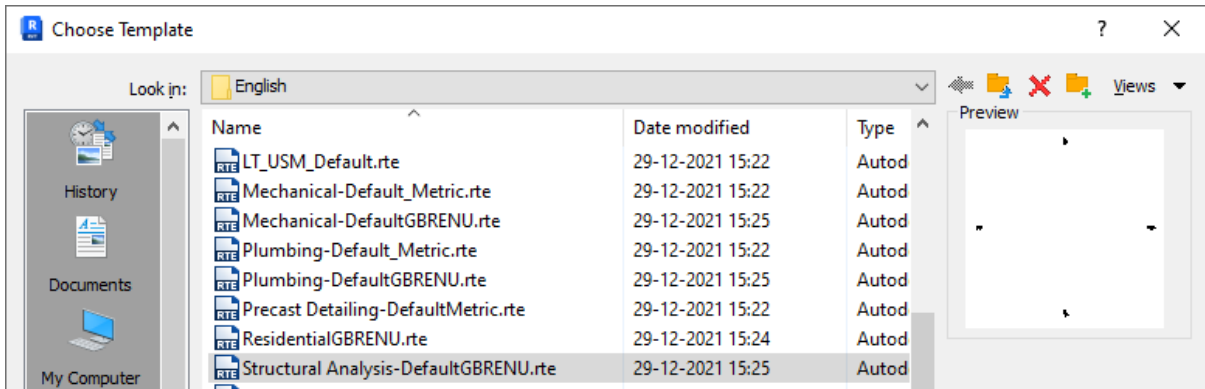 Choose Template
Look in: English Views
Name Date modified Type Preview
LT_USM_Default.rte 29-12-2021 15:22 Autod
Mechanical-Default_Metric.rte 29-12-2021 15:22 Autod
Mechanical-DefaultGBRENU.rte 29-12-2021 15:25 Autod
Plumbing-Default_Metric.rte 29-12-2021 15:22 Autod
Plumbing-DefaultGBRENU.rte 29-12-2021 15:25 Autod
Precast Detailing-DefaultMetric.rte 29-12-2021 15:22 Autod
ResidentialGBRENU.rte 29-12-2021 15:24 Autod
Structural Analysis-DefaultGBRENU.rte 29-12-2021 15:25 Autod
History
Documents
My Computer